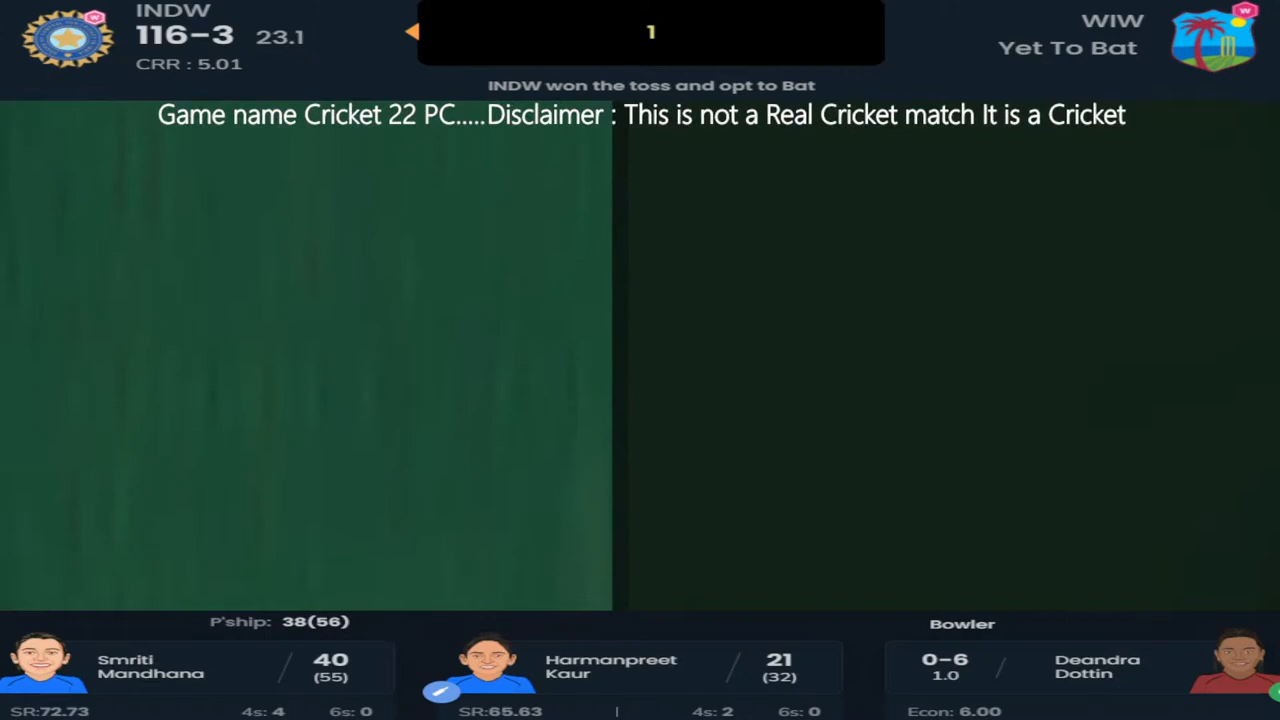 INDW
116-3 23.1
CRR : 5.01
1
WIW
Yet To Bat
W
W
INDW won the toss and opt to Bat
Game name Cricket 22 PC.....Disclaimer : This is not a Real Cricket match It is a Cricket
P'ship: 38(56)
Bowler
Smriti
Mandhana
/ 40
(55)
Harmanpreet
Kaur
/ 21
(32)
0-6
1.0
/ Deandra
Dottin
SR:72.73 4s: 4 6s: 0
SR:65.63 | 4s: 2 6s: 0
Econ: 6.00